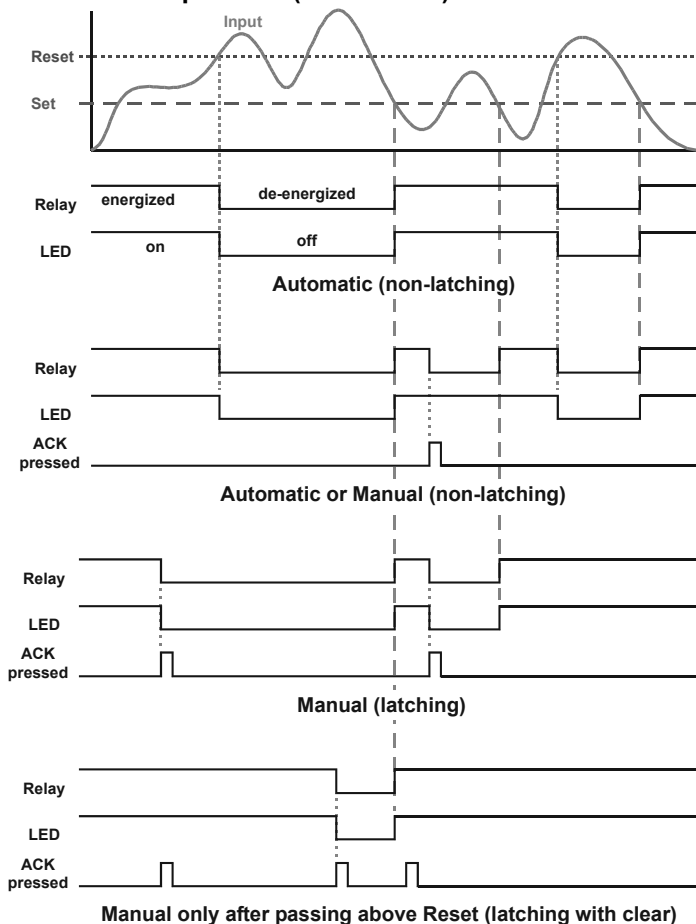 Input
Reset
Set
Relay energized de-energized
LED on off
Automatic (non-latching)
Relay
LED
ACK
pressed
Automatic or Manual (non-latching)
Relay
LED
ACK
pressed
Manual (latching)
Relay
LED
ACK
pressed
Manual only after passing above Reset (latching with clear)